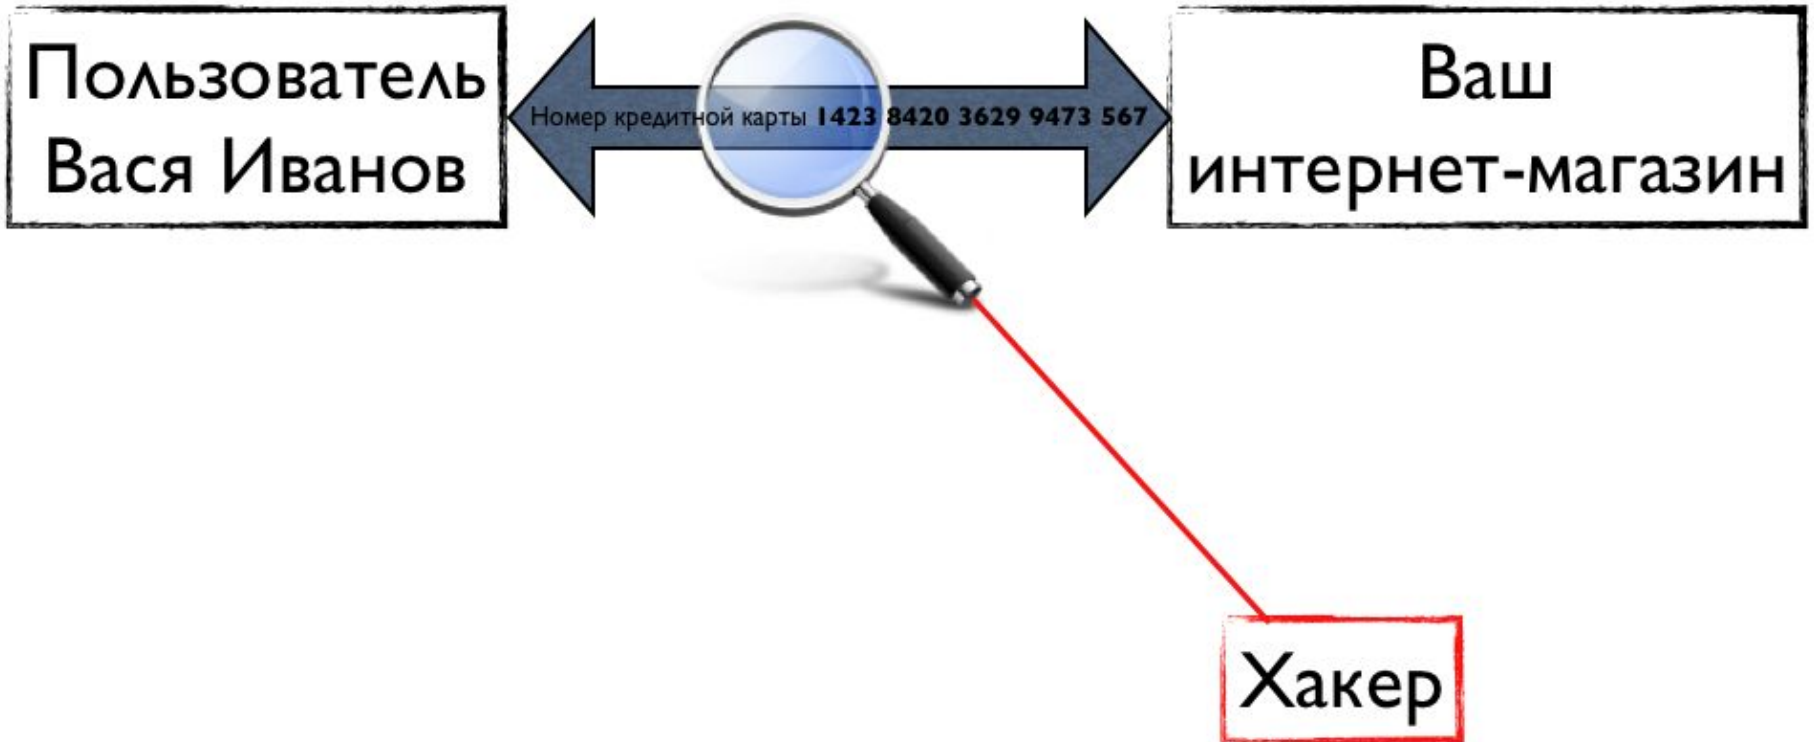 Пользователь
Вася Иванов
Номер кредитной карты 1423 8420 3629 9473 567
Ваш
интернет-магазин
Хакер